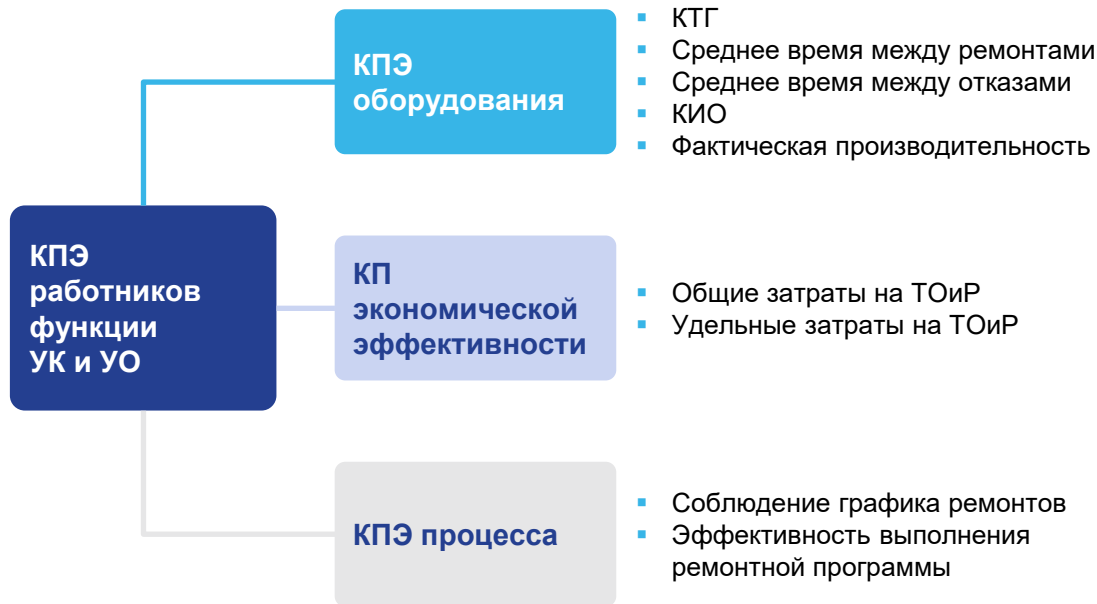 КПЭ
работников
функции
УК и УО
КПЭ
оборудования
▪ КТГ
▪ Среднее время между ремонтами
▪ Среднее время между отказами
▪ КИО
▪ Фактическая производительность
КП
экономической
эффективности
▪ Общие затраты на ТОиР
▪ Удельные затраты на ТОиР
КПЭ процесса
▪ Соблюдение графика ремонтов
▪ Эффективность выполнения
ремонтной программы